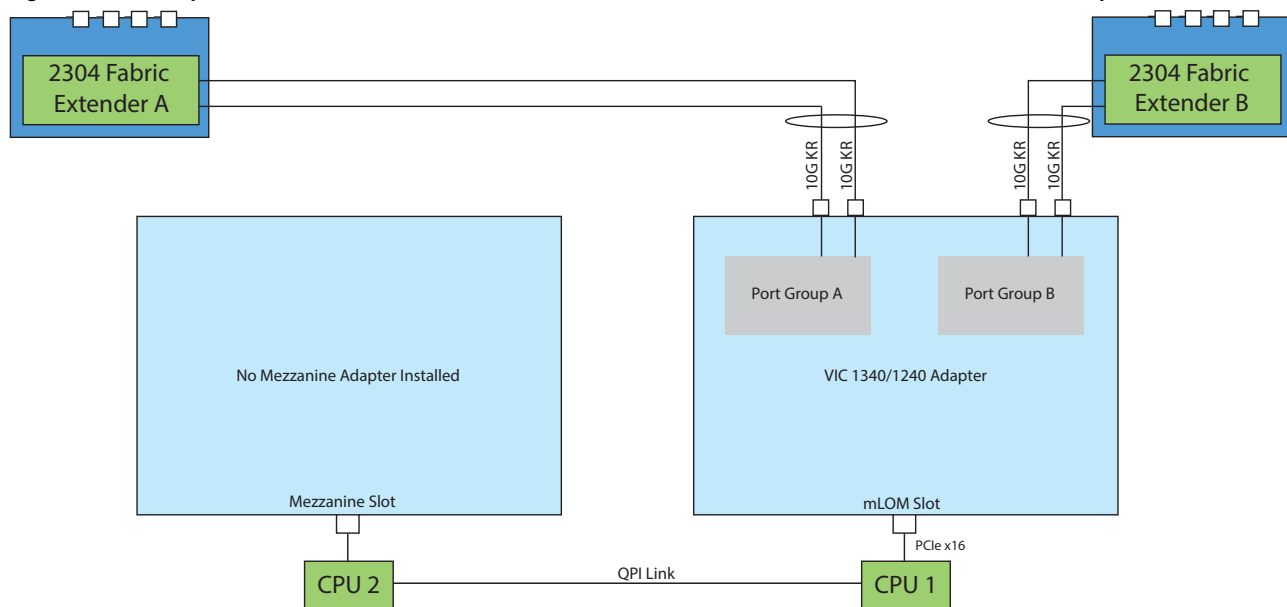 2304 Fabric
Extender A
2304 Fabric
Extender B
10G KR
10G KR
10G KR
10G KR
Port Group A
Port Group B
No Mezzanine Adapter Installed
VIC 1340/1240 Adapter
Mezzanine Slot
mLOM Slot
PCIe x16
QPI Link
CPU 2
CPU 1